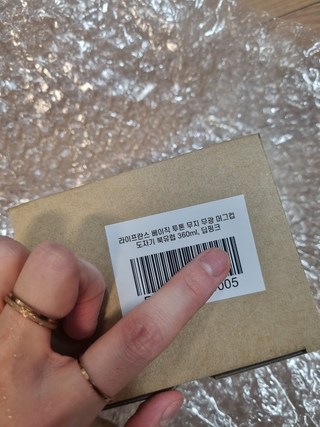 라이프란스 베이직 투톤 무지 무광 머그컵
도자기 북유럽 360ml, 딥핑크
005